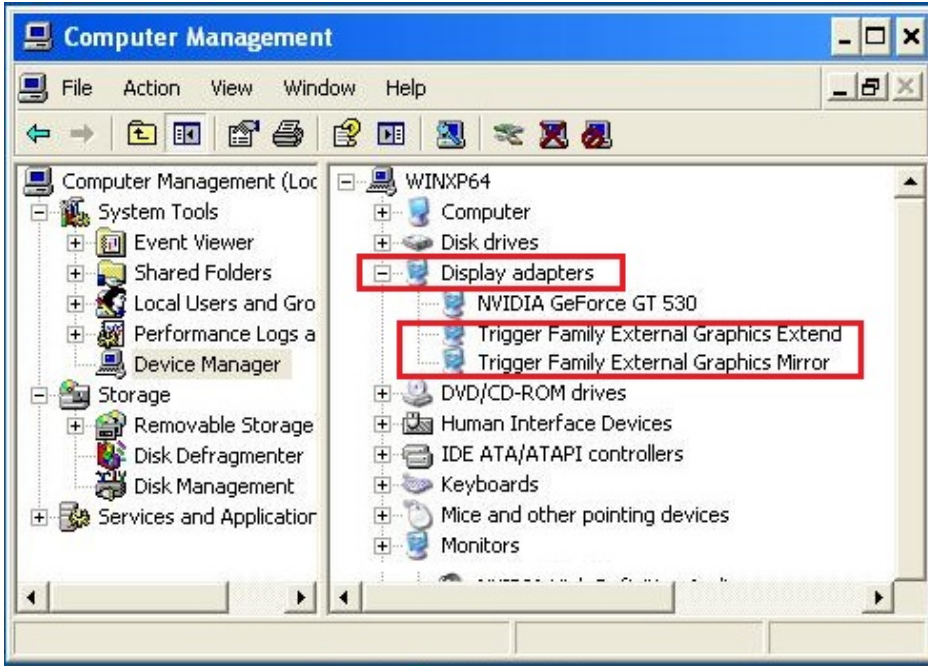 Computer Management
File Action View Window Help
Computer Management (Loc
System Tools
Event Viewer
Shared Folders
Local Users and Gro
Performance Logs a
Device Manager
Storage
Removable Storage
Disk Defragmenter
Disk Management
Services and Application
WINXP64
Computer
Disk drives
Display adapters
NVIDIA GeForce GT 530
Trigger Family External Graphics Extend
Trigger Family External Graphics Mirror
DVD/CD-ROM drives
Human Interface Devices
IDE ATA/ATAPI controllers
Keyboards
Mice and other pointing devices
Monitors